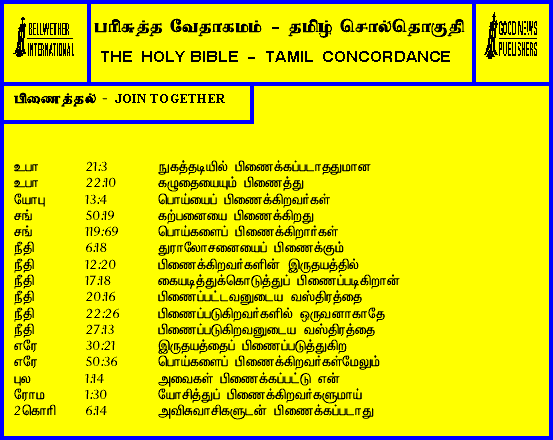 BELLWETHER
INTERNATIONAL
பரிசுத்த வேதாகமம் - தமிழ் சொல்தொகுதி
THE HOLY BIBLE - TAMIL CONCORDANCE
GOOD NEWS
PUBLISHERS
பிணைத்தல் - JOIN TOGETHER
உபா 21:3 நுகத்தடியில் பிணைக்கப்படாததுமான
உபா 22:10 கழுதையையும் பிணைத்து
யோபு 13:4 பொய்யைப் பிணைக்கிறவர்கள்
சங் 50:19 கற்பனையை பிணைக்கிறது
சங் 119:69 பொய்களைப் பிணைக்கிறார்கள்
நீதி 6:18 துராலோசனையைப் பிணைக்கும்
நீதி 12:20 பிணைக்கிறவர்களின் இருதயத்தில்
நீதி 17:18 கையடித்துக்கொடுத்துப் பிணைப்படிகிறான்
நீதி 20:16 பிணைப்பட்டவனுடைய வஸ்திரத்தை
நீதி 22:26 பிணைப்படுகிறவர்களில் ஒருவனாகாதே
நீதி 27:13 பிணைப்படுகிறவனுடைய வஸ்திரத்தை
எரே 30:21 இருதயத்தைப் பிணைப்படுத்துகிற
எரே 50:36 பொய்களைப் பிணைக்கிறவர்கள்மேலும்
புல 1:14 அவைகள் பிணைக்கப்பட்டு என்
ரோம 1:30 யோசித்துப் பிணைக்கிறவர்களுமாய்
2கொரி 6:14 அவிசுவாசிகளுடன் பிணைக்கப்படாது